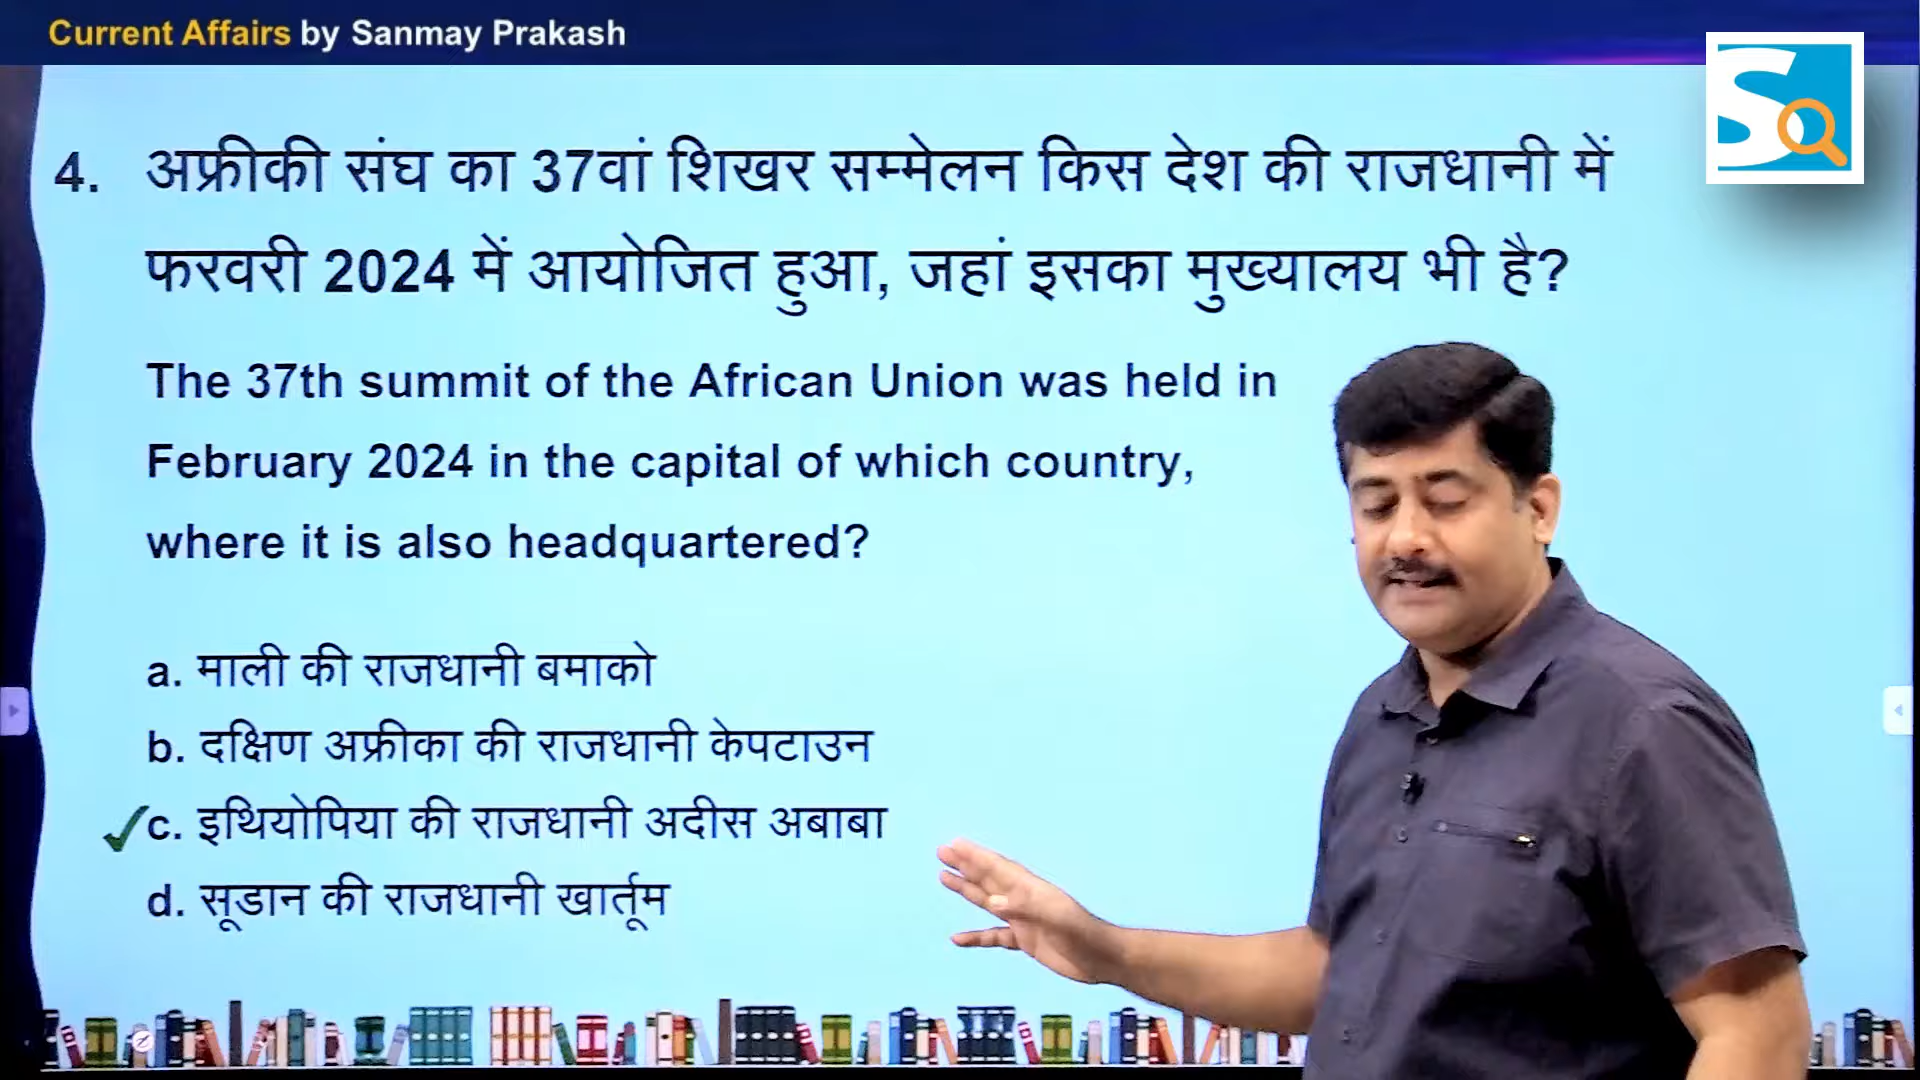 Current Affairs by Sanmay Prakash
4. अफ्रीकी संघ का 37वां शिखर सम्मेलन किस देश की राजधानी में
फरवरी 2024 में आयोजित हुआ, जहां इसका मुख्यालय भी है?
The 37th summit of the African Union was held in
February 2024 in the capital of which country,
where it is also headquartered?
a. माली की राजधानी बमाको
b. दक्षिण अफ्रीका की राजधानी केपटाउन
c. इथियोपिया की राजधानी अदीस अबाबा
d. सूडान की राजधानी खार्तूम